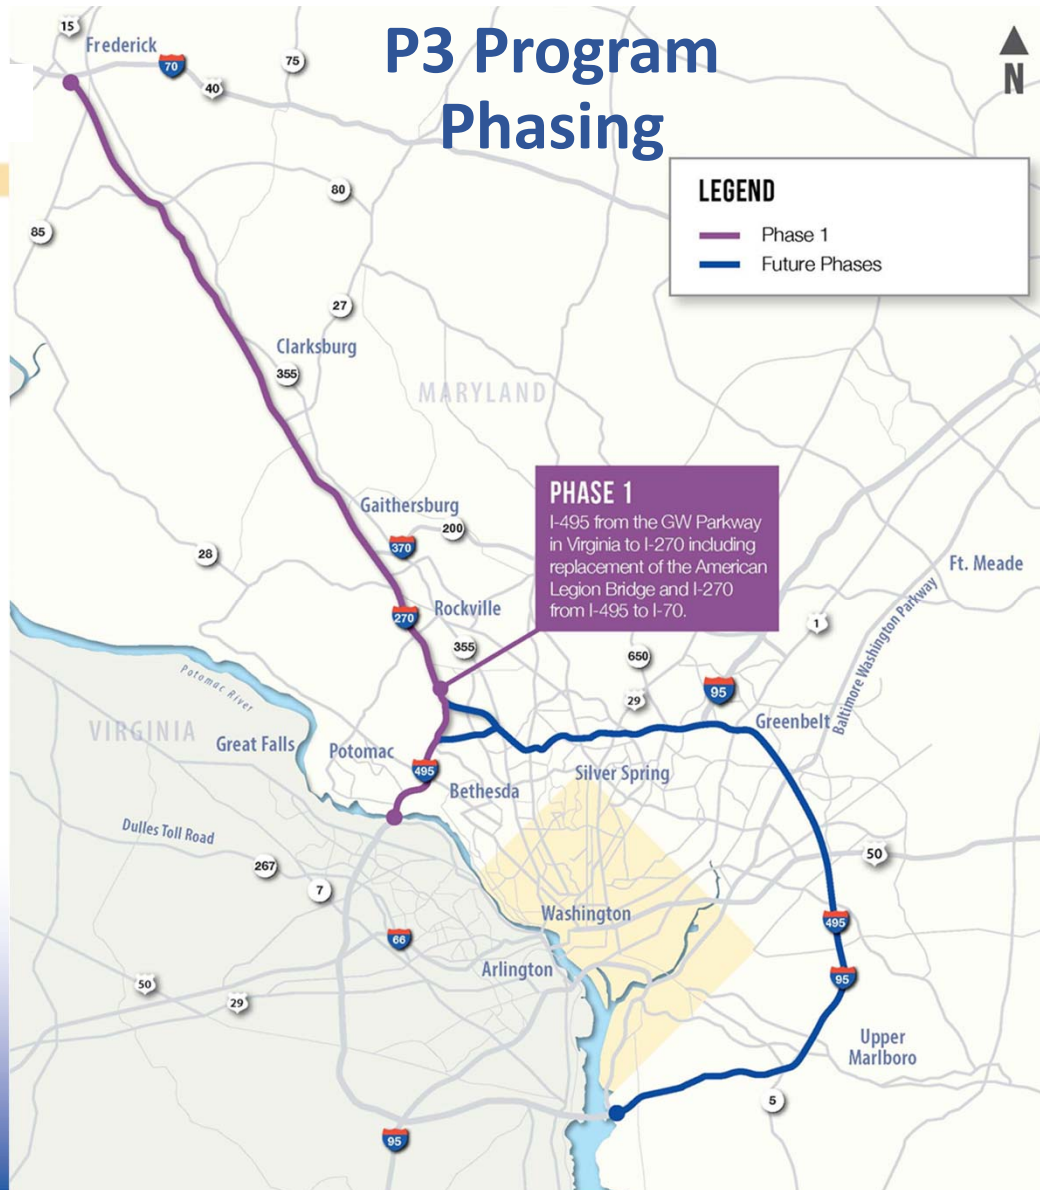 P3 Program
Phasing
N
LEGEND
Phase 1
Future Phases
15
Frederick
70
75
40
80
85
27
Clarksburg
355
MARYLAND
PHASE 1
I-495 from the GW Parkway
in Virginia to I-270 including
replacement of the American
Legion Bridge and I-270
from I-495 to I-70.
Gaithersburg
200
370
28
Ft. Meade
270
Rockville
355
650
1
Baltimore Washington Parkway
29
95
Greenbelt
Potomac River
VIRGINIA
Great Falls
Potomac
495
Bethesda
Silver Spring
Dulles Toll Road
267
7
50
Washington
495
66
Arlington
95
50
29
Upper
Marlboro
5
95